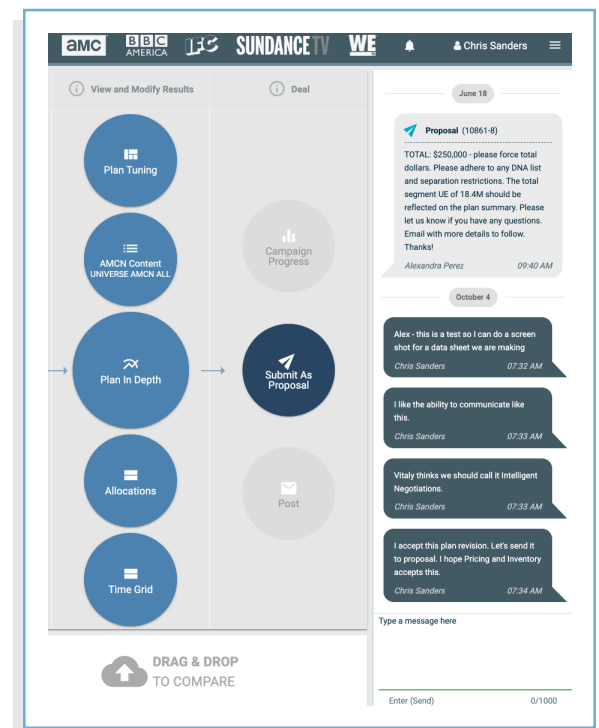 amc BBC AMERICA IFC SUNDANCE TV WE Chris Sanders
View and Modify Results
Deal
Plan Tuning
AMCN Content
UNIVERSE AMCN ALL
Plan In Depth
Allocations
Time Grid
Campaign
Progress
Submit As
Proposal
Post
DRAG & DROP
TO COMPARE
June 18
Proposal (10861-8)
TOTAL: $250,000 - please force total
dollars. Please adhere to any DNA list
and separation restrictions. The total
segment UE of 18.4M should be
reflected on the plan summary. Please
let us know if you have any questions.
Email with more details to follow.
Thanks!
Alexandra Perez 09:40 AM
October 4
Alex - this is a test so I can do a screen
shot for a data sheet we are making
Chris Sanders 07:32 AM
I like the ability to communicate like
this.
Chris Sanders 07:33 AM
Vitaly thinks we should call it Intelligent
Negotiations.
Chris Sanders 07:33 AM
I accept this plan revision. Let's send it
to proposal. I hope Pricing and Inventory
accepts this.
Chris Sanders 07:34 AM
Type a message here
Enter (Send) 0/1000